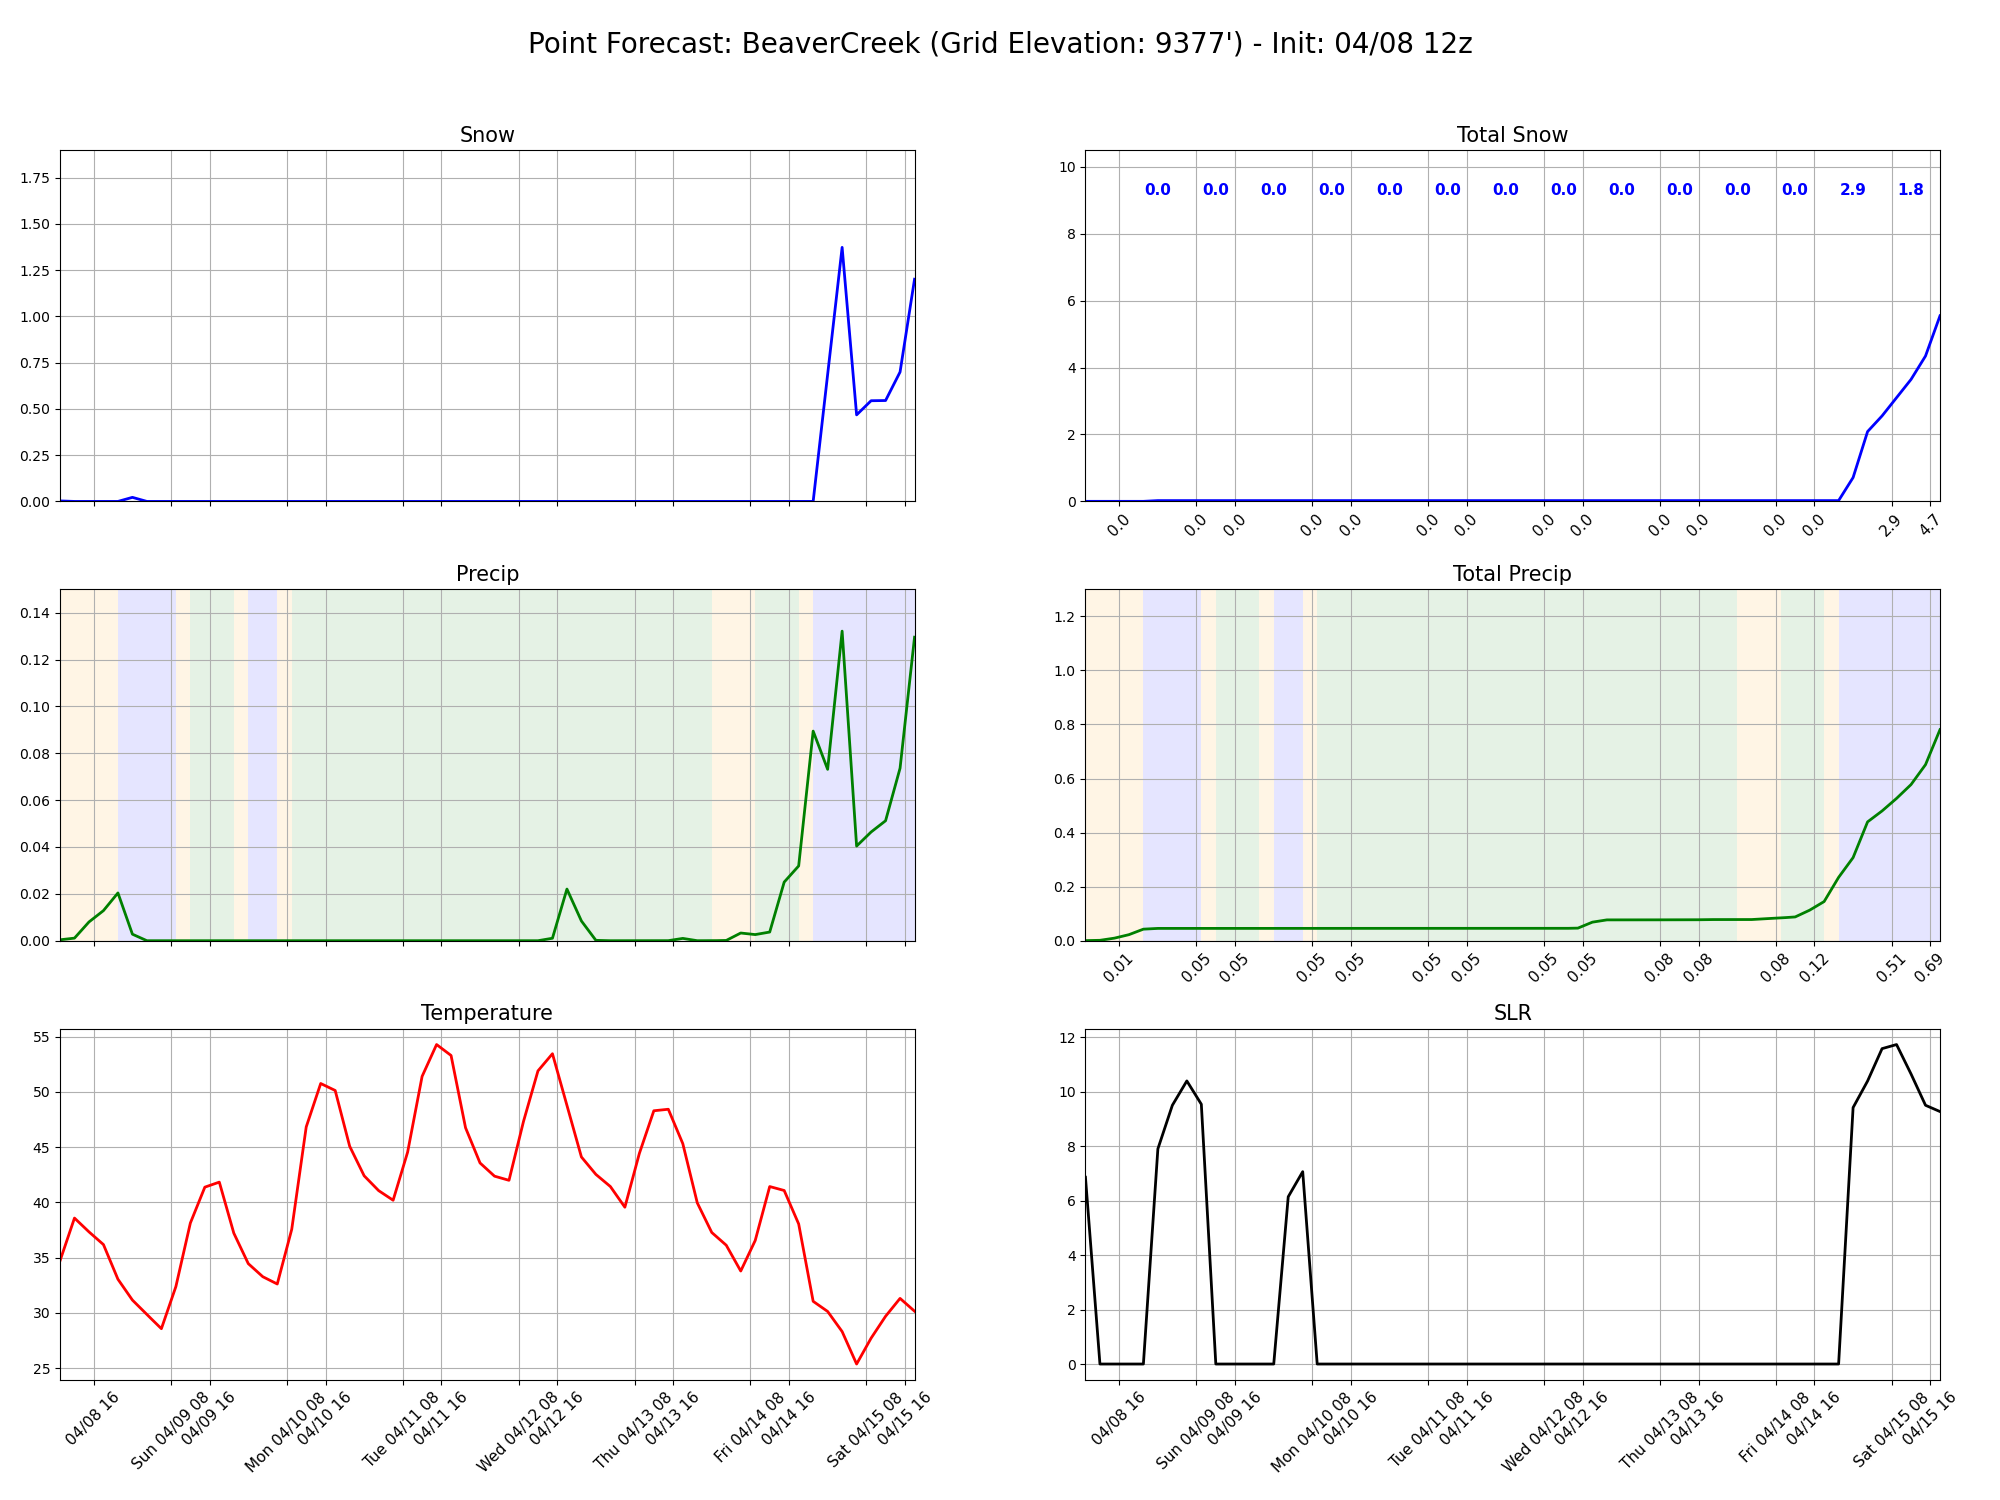 Point Forecast: BeaverCreek (Grid Elevation: 9377') - Init: 04/08 12z
Snow
1.75
1.50
1.25
1.00
0.75
0.50
0.25
0.00
Total Snow
10
8
6
4
2
0
0.0 0.0 0.0 0.0 0.0 0.0 0.0 0.0 0.0 0.0 0.0 0.0 2.9 1.8
0.0 0.0 0.0 0.0 0.0 0.0 0.0 0.0 0.0 0.0 0.0 0.0 0.0 2.9 4.7
Precip
0.14
0.12
0.10
0.08
0.06
0.04
0.02
0.00
Total Precip
1.2
1.0
0.8
0.6
0.4
0.2
0.0
0.01 0.05 0.05 0.05 0.05 0.05 0.05 0.05 0.05 0.08 0.08 0.08 0.12 0.51 0.69
Temperature
55
50
45
40
35
30
25
04/08 16
Sun 04/09 08
04/09 16
Mon 04/10 08
04/10 16
Tue 04/11 08
04/11 16
Wed 04/12 08
04/12 16
Thu 04/13 08
04/13 16
Fri 04/14 08
04/14 16
Sat 04/15 08
04/15 16
SLR
12
10
8
6
4
2
0
04/08 16
Sun 04/09 08
04/09 16
Mon 04/10 08
04/10 16
Tue 04/11 08
04/11 16
Wed 04/12 08
04/12 16
Thu 04/13 08
04/13 16
Fri 04/14 08
04/14 16
Sat 04/15 08
04/15 16